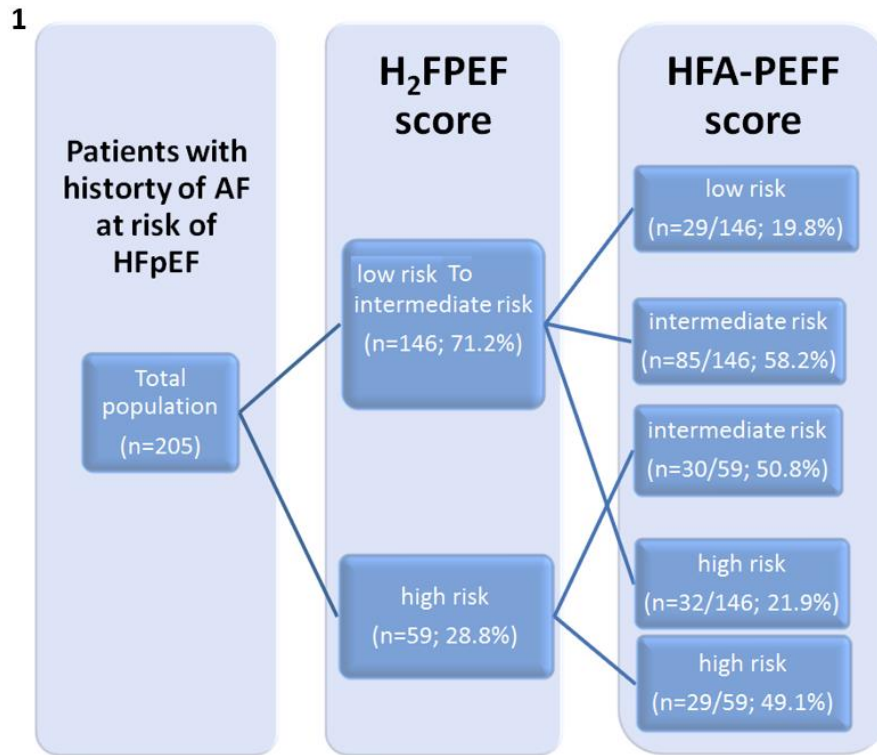 1
Patients with
historty of AF
at risk of
HFpEF
Total
population
(n=205)
H₂FPEF
score
low risk To
intermediate risk
(n=146; 71.2%)
high risk
(n=59; 28.8%)
HFA-PEFF
score
low risk
(n=29/146; 19.8%)
intermediate risk
(n=85/146; 58.2%)
intermediate risk
(n=30/59; 50.8%)
high risk
(n=32/146; 21.9%)
high risk
(n=29/59; 49.1%)